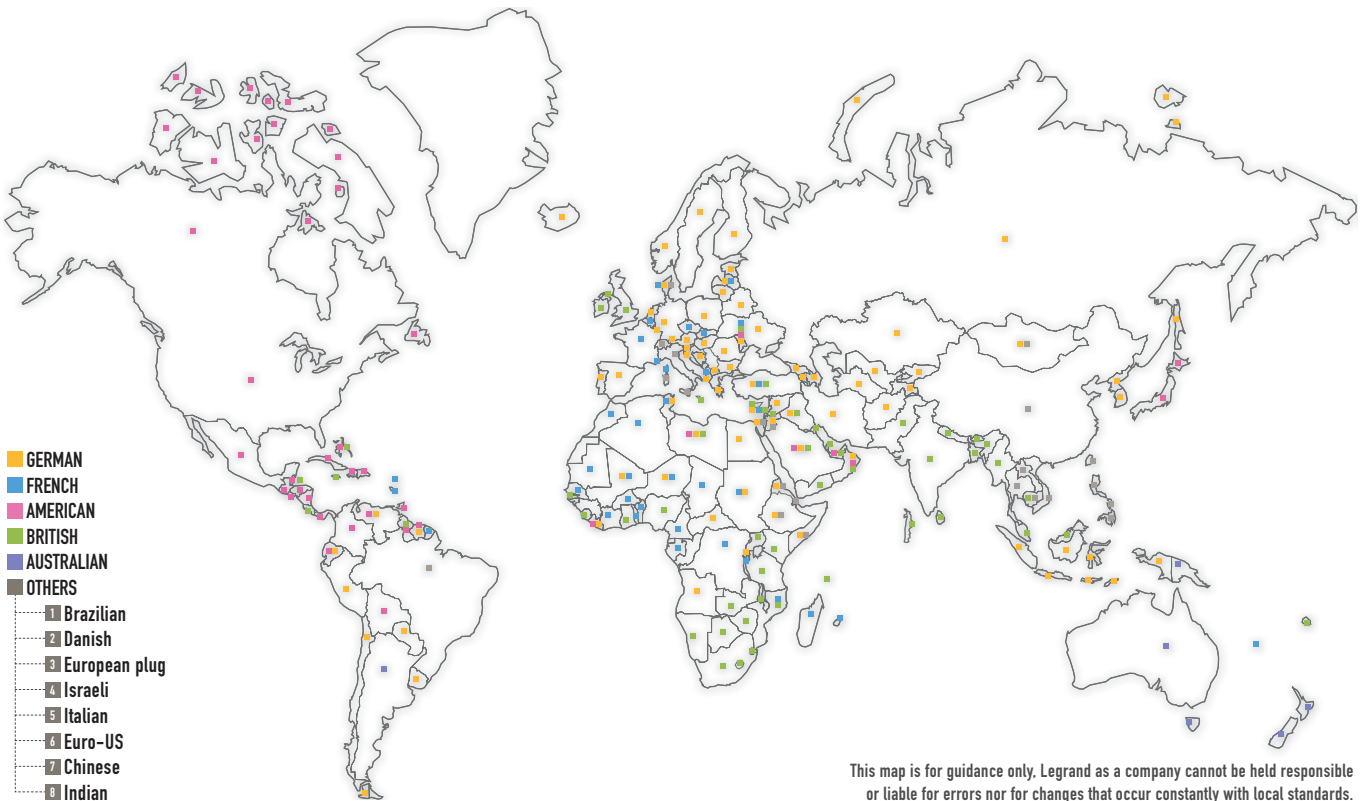 GERMAN
FRENCH
AMERICAN
BRITISH
AUSTRALIAN
OTHERS
1 Brazilian
2 Danish
3 European plug
4 Israeli
5 Italian
6 Euro-US
7 Chinese
8 Indian
This map is for guidance only. Legrand as a company cannot be held responsible
or liable for errors nor for changes that occur constantly with local standards.